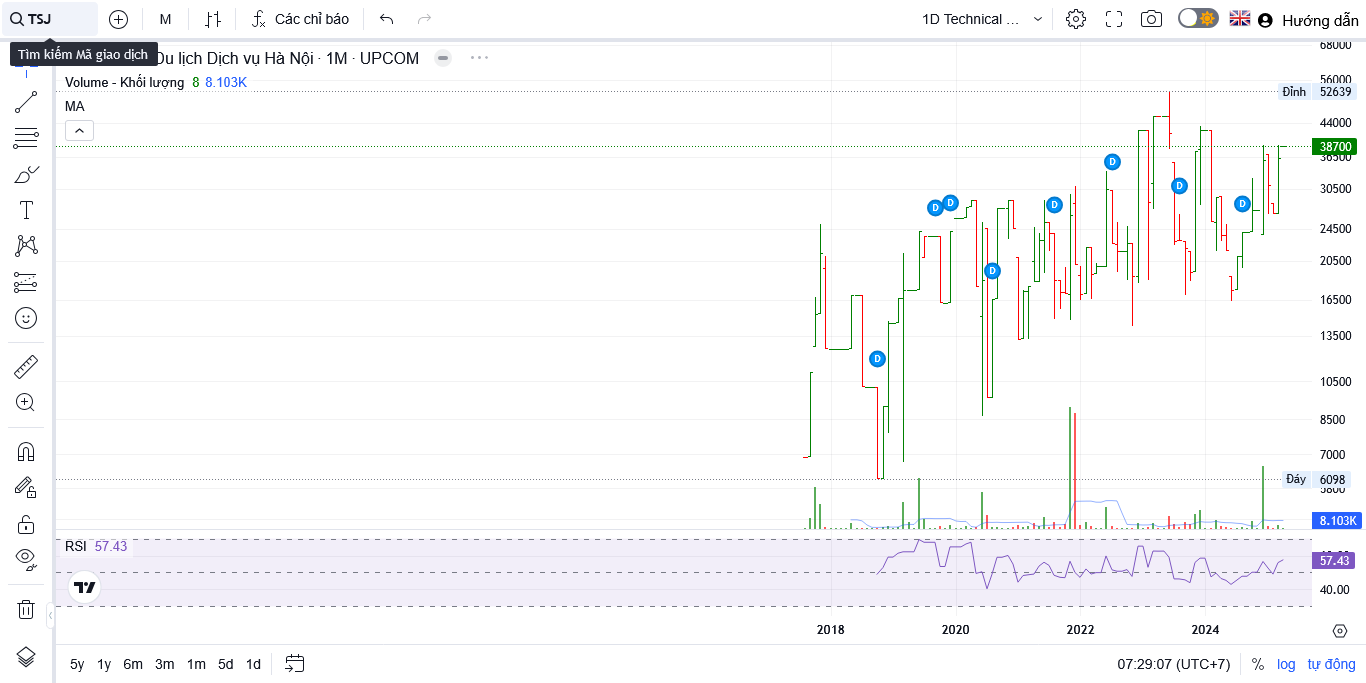 TSJ
M
Các chỉ báo
1D Technical ...
Hướng dẫn
Tìm kiếm Mã giao dịch
Du lịch Dịch vụ Hà Nội · 1M · UPCOM
Volume - Khối lượng 8 8.103K
MA
68000
56000
Đỉnh 52639
44000
38700
36500
30500
24500
20500
16500
13500
10500
8500
7000
Đáy 6098
5800
8.103K
D
D
D
D
D
D
D
D
RSI 57.43
57.43
40.00
2018
2020
2022
2024
5y 1y 6m 3m 1m 5d 1d
07:29:07 (UTC+7)
%
log
tự động